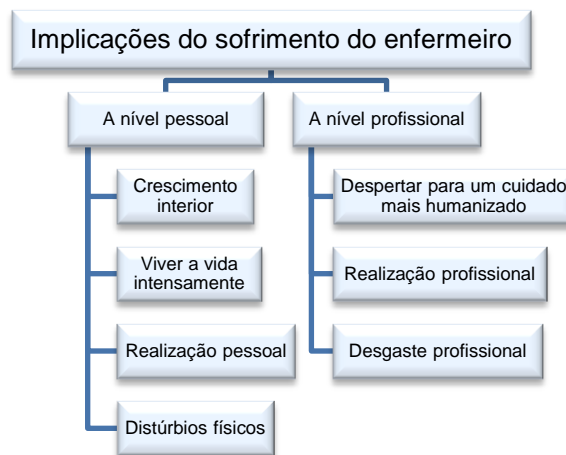 Implicações do sofrimento do enfermeiro
A nível pessoal
Crescimento
interior
Viver a vida
intensamente
Realização pessoal
Distúrbios físicos
A nível profissional
Despertar para um cuidado
mais humanizado
Realização profissional
Desgaste profissional